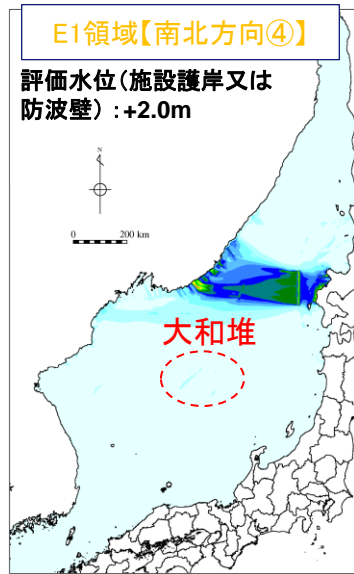 E1領域【南北方向④】
評価水位(施設護岸又は
防波壁):+2.0m
N
0 200 km
大和堆